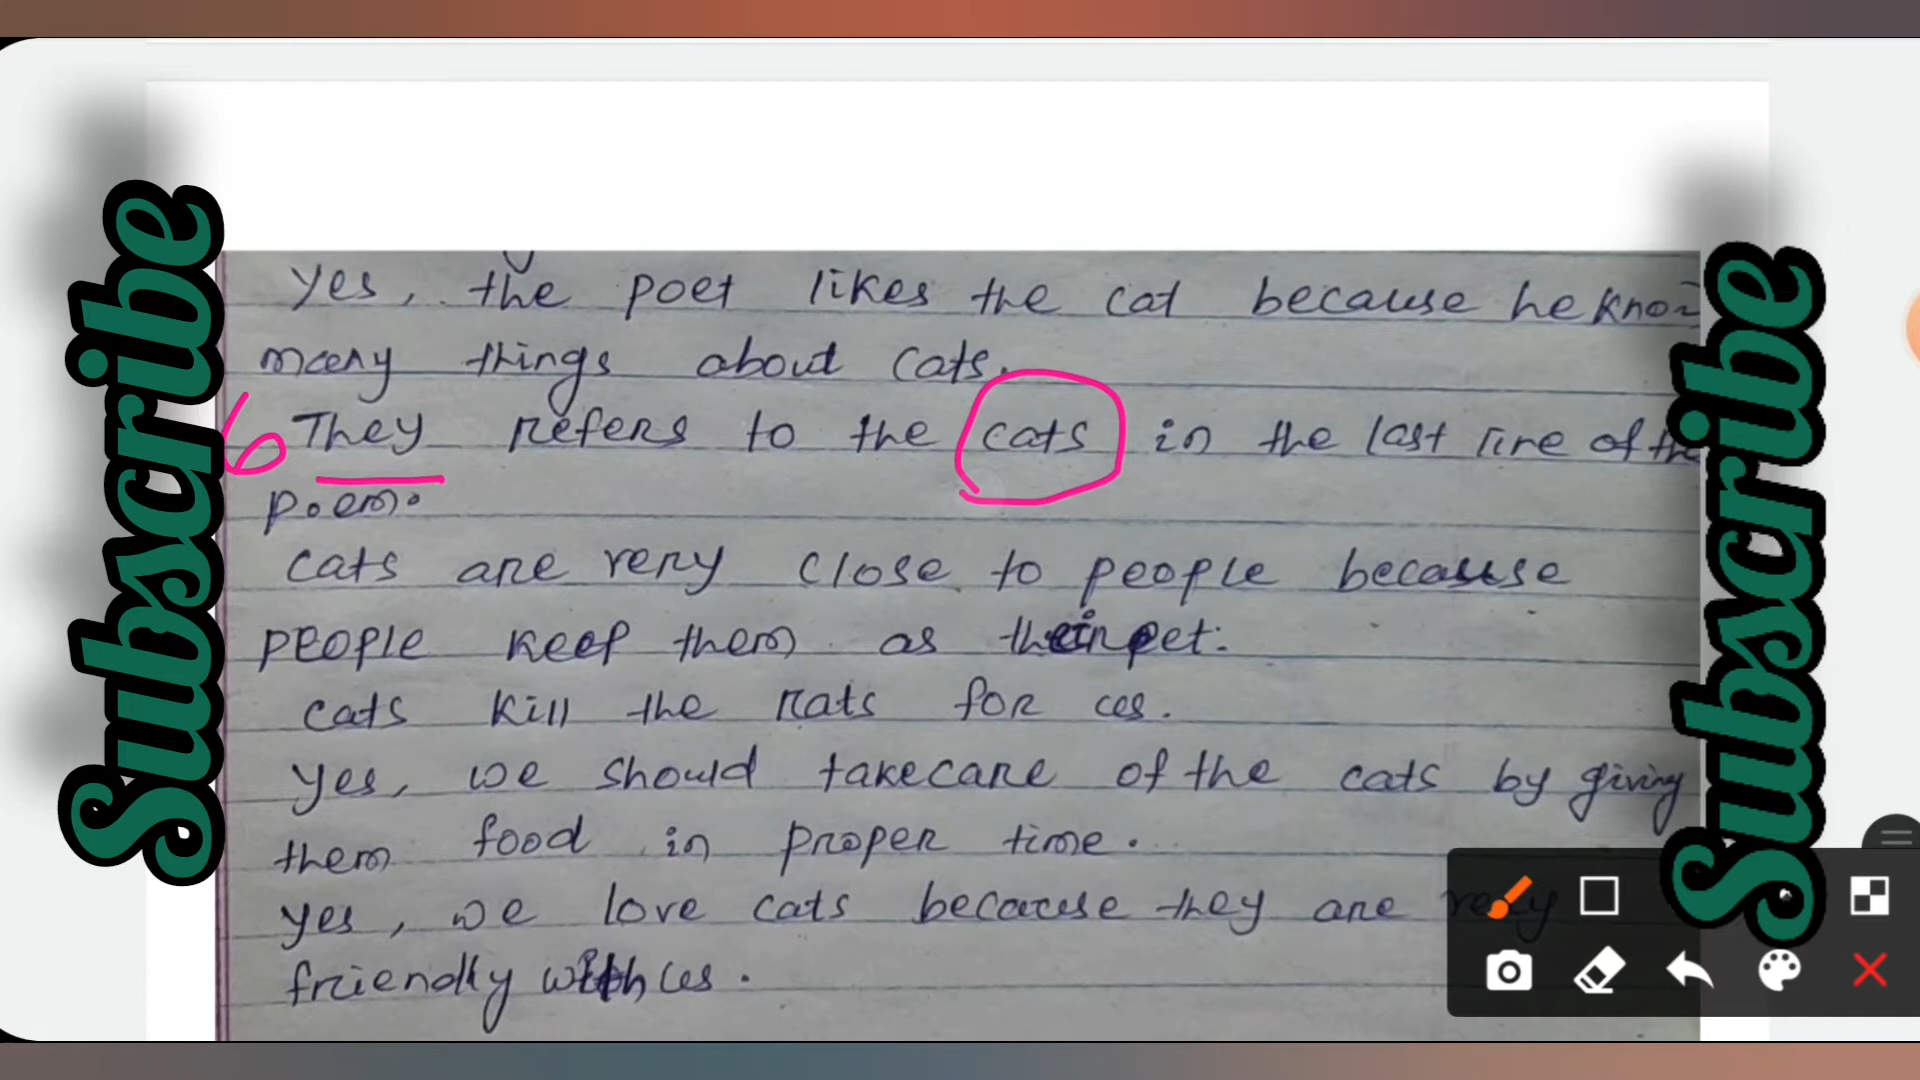 Subscribe
Yes, the poet likes the cat because he
many things about cats.
6 They refers to the cats in the last line of the
poem.
cats are very close to people because
people keep them as their pet.
cats kill the rats for us.
Yes, we should takecare of the cats by giving
them food in proper time.
yes, we love cats because they are very
friendly with us.
Subscribe